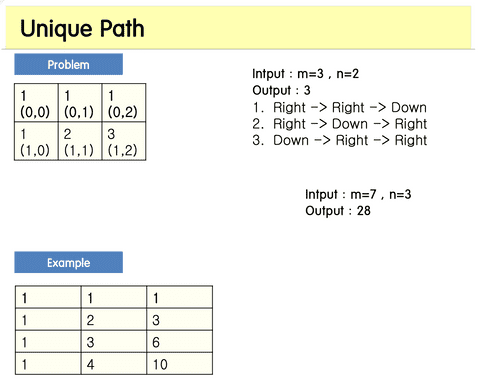 Unique Path
Problem
1 1 1
(0,0) (0,1) (0,2)
1 2 3
(1,0) (1,1) (1,2)
Intput : m=3 , n=2
Output : 3
1. Right -> Right -> Down
2. Right -> Down -> Right
3. Down -> Right -> Right
Intput : m=7 , n=3
Output : 28
Example
1 1 1
1 2 3
1 3 6
1 4 10